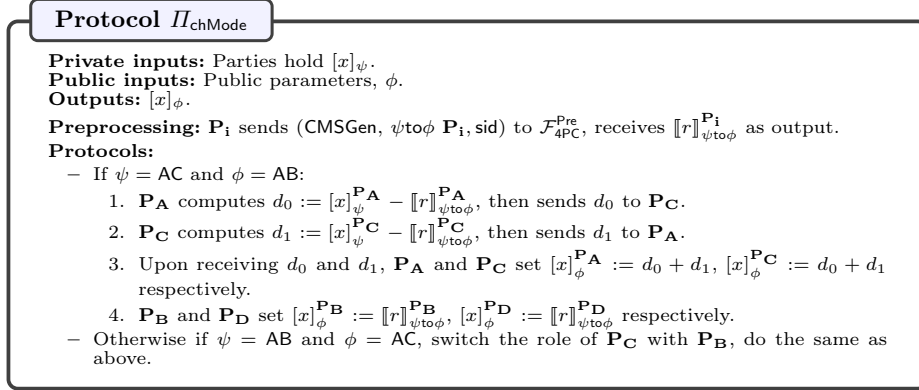 Protocol Π_chMode
Private inputs: Parties hold [x]_ψ.
Public inputs: Public parameters, ϕ.
Outputs: [x]_ϕ.
Preprocessing: P_i sends (CMSGen, ψtoϕ P_i, sid) to F_4PC^Pre, receives ⟦r⟧_ψtoϕ^P_i as output.
Protocols:
– If ψ = AC and ϕ = AB:
1. P_A computes d_0 := [x]_ψ^P_A − ⟦r⟧_ψtoϕ^P_A, then sends d_0 to P_C.
2. P_C computes d_1 := [x]_ψ^P_C − ⟦r⟧_ψtoϕ^P_C, then sends d_1 to P_A.
3. Upon receiving d_0 and d_1, P_A and P_C set [x]_ϕ^P_A := d_0 + d_1, [x]_ϕ^P_C := d_0 + d_1
respectively.
4. P_B and P_D set [x]_ϕ^P_B := ⟦r⟧_ψtoϕ^P_B, [x]_ϕ^P_D := ⟦r⟧_ψtoϕ^P_D respectively.
– Otherwise if ψ = AB and ϕ = AC, switch the role of P_C with P_B, do the same as
above.